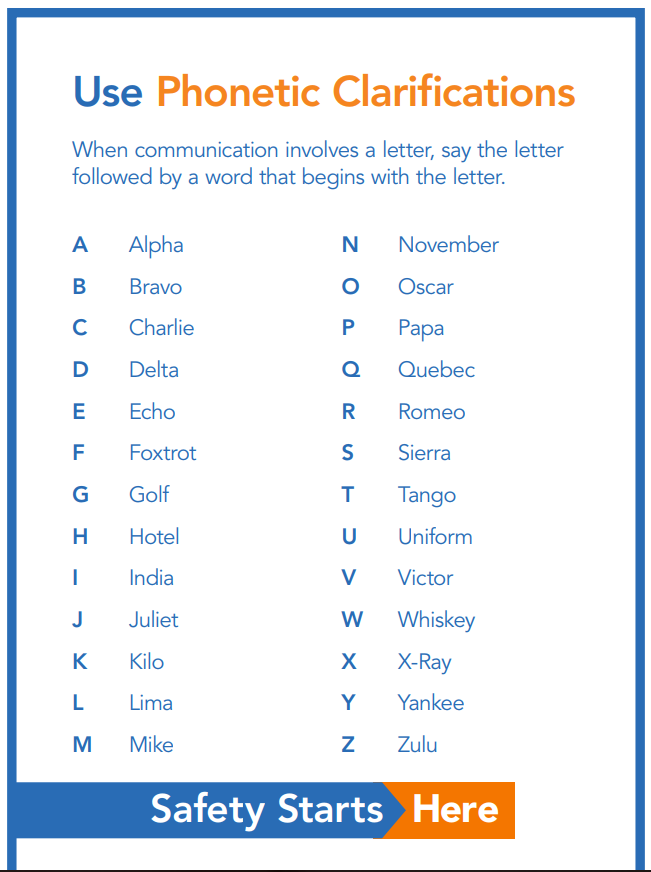 Use Phonetic Clarifications
When communication involves a letter, say the letter
followed by a word that begins with the letter.
A Alpha
B Bravo
C Charlie
D Delta
E Echo
F Foxtrot
G Golf
H Hotel
I India
J Juliet
K Kilo
L Lima
M Mike
N November
O Oscar
P Papa
Q Quebec
R Romeo
S Sierra
T Tango
U Uniform
V Victor
W Whiskey
X X-Ray
Y Yankee
Z Zulu
Safety Starts Here